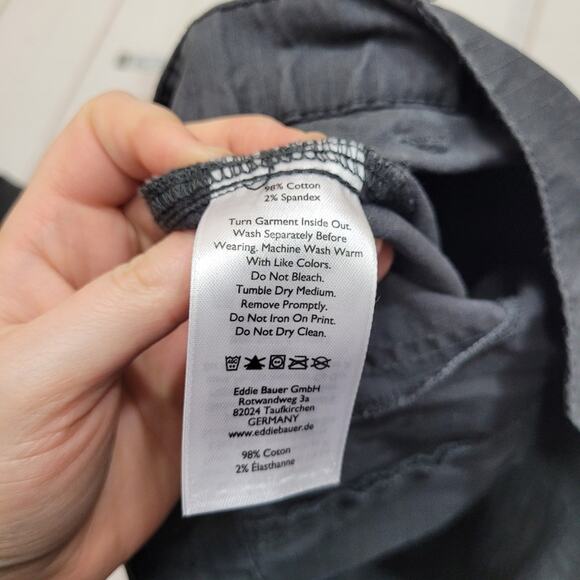 98% Cotton
2% Spandex
Turn Garment Inside Out.
Wash Separately Before
Wearing. Machine Wash Warm
With Like Colors.
Do Not Bleach.
Tumble Dry Medium.
Remove Promptly.
Do Not Iron On Print.
Do Not Dry Clean.
Eddie Bauer GmbH
Rotwandweg 3a
82024 Taufkirchen
GERMANY
www.eddiebauer.de
98% Coton
2% Élasthanne